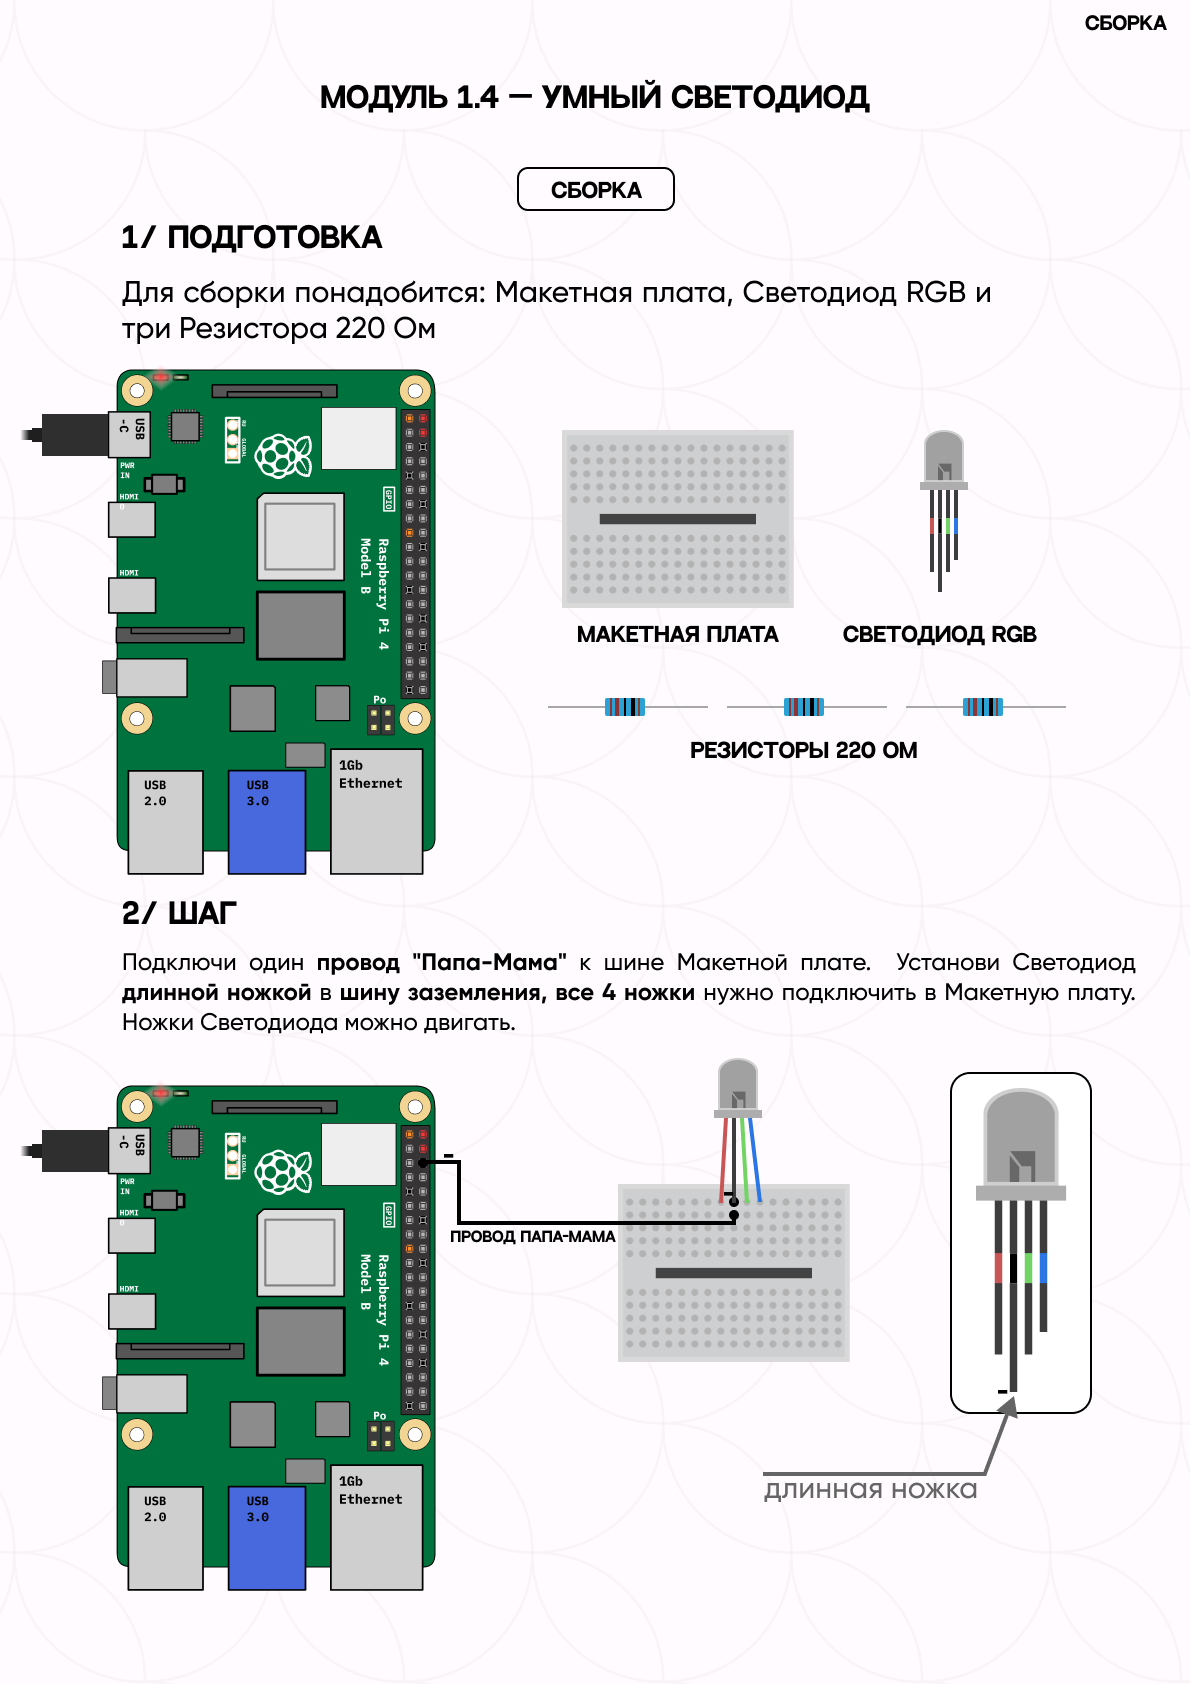 СБОРКА
МОДУЛЬ 1.4 — УМНЫЙ СВЕТОДИОД
СБОРКА
1/ ПОДГОТОВКА
Для сборки понадобится: Макетная плата, Светодиод RGB и
три Резистора 220 Ом
USB
-C
PWR
IN
HDMI
0
HDMI
GLOBAL
GPIO
Raspberry Pi 4
Model B
Po
USB
2.0
USB
3.0
1Gb
Ethernet
МАКЕТНАЯ ПЛАТА
СВЕТОДИОД RGB
РЕЗИСТОРЫ 220 ОМ
2/ ШАГ
Подключи один провод "Папа-Мама" к шине Макетной плате. Установи Светодиод
длинной ножкой в шину заземления, все 4 ножки нужно подключить в Макетную плату.
Ножки Светодиода можно двигать.
USB
-C
PWR
IN
HDMI
0
HDMI
GLOBAL
GPIO
Raspberry Pi 4
Model B
Po
USB
2.0
USB
3.0
1Gb
Ethernet
-
ПРОВОД ПАПА-МАМА
-
-
длинная ножка